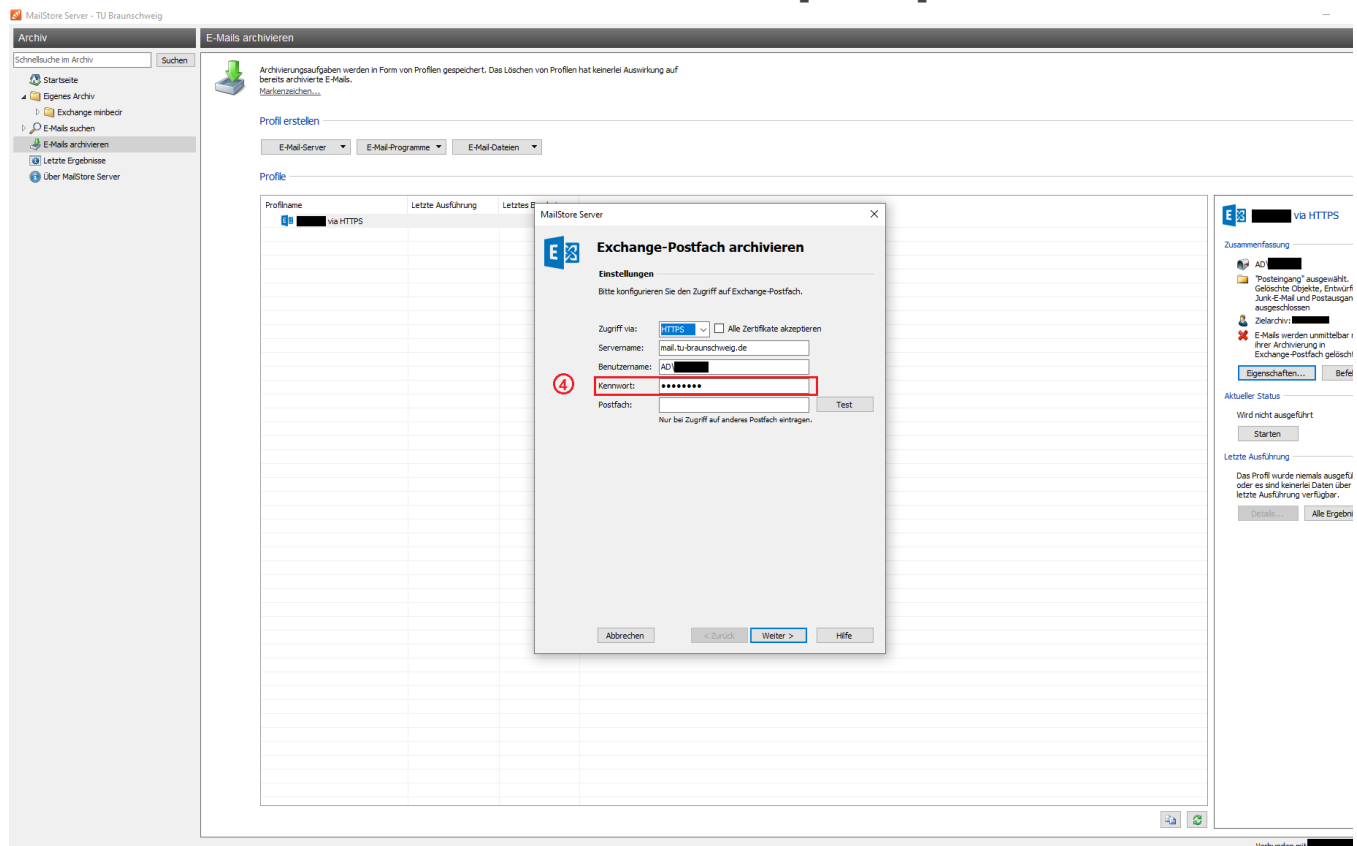 MailStore Server - TU Braunschweig
Archiv
E-Mails archivieren
Schnellsuche im Archiv
Suchen
Startseite
Eigenes Archiv
Exchange minbecir
E-Mails suchen
E-Mails archivieren
Letzte Ergebnisse
Über MailStore Server
Archivierungsaufgaben werden in Form von Profilen gespeichert. Das Löschen von Profilen hat keinerlei Auswirkung auf
bereits archivierte E-Mails.
Markenzeichen...
Profil erstellen
E-Mail-Server
E-Mail-Programme
E-Mail-Dateien
Profile
Profilname
Letzte Ausführung
Letztes
via HTTPS
MailStore Server
Exchange-Postfach archivieren
Einstellungen
Bitte konfigurieren Sie den Zugriff auf Exchange-Postfach.
Zugriff via: HTTPS Alle Zertifikate akzeptieren
Servername: mail.tu-braunschweig.de
Benutzername: AD\
4 Kennwort: ••••••••
Postfach: Test
Nur bei Zugriff auf anderes Postfach eintragen.
Abbrechen
< Zurück
Weiter >
Hilfe
via HTTPS
Zusammenfassung
AD\
"Posteingang" ausgewählt.
Gelöschte Objekte, Entwürf
Junk-E-Mail und Postausgan
ausgeschlossen
Zielarchiv:
E-Mails werden unmittelbar
ihrer Archivierung in
Exchange-Postfach gelöscht
Eigenschaften...
Befel
Aktueller Status
Wird nicht ausgeführt
Starten
Letzte Ausführung
Das Profil wurde niemals ausgefü
oder es sind keinerlei Daten über
letzte Ausführung verfügbar.
Details...
Alle Ergebni